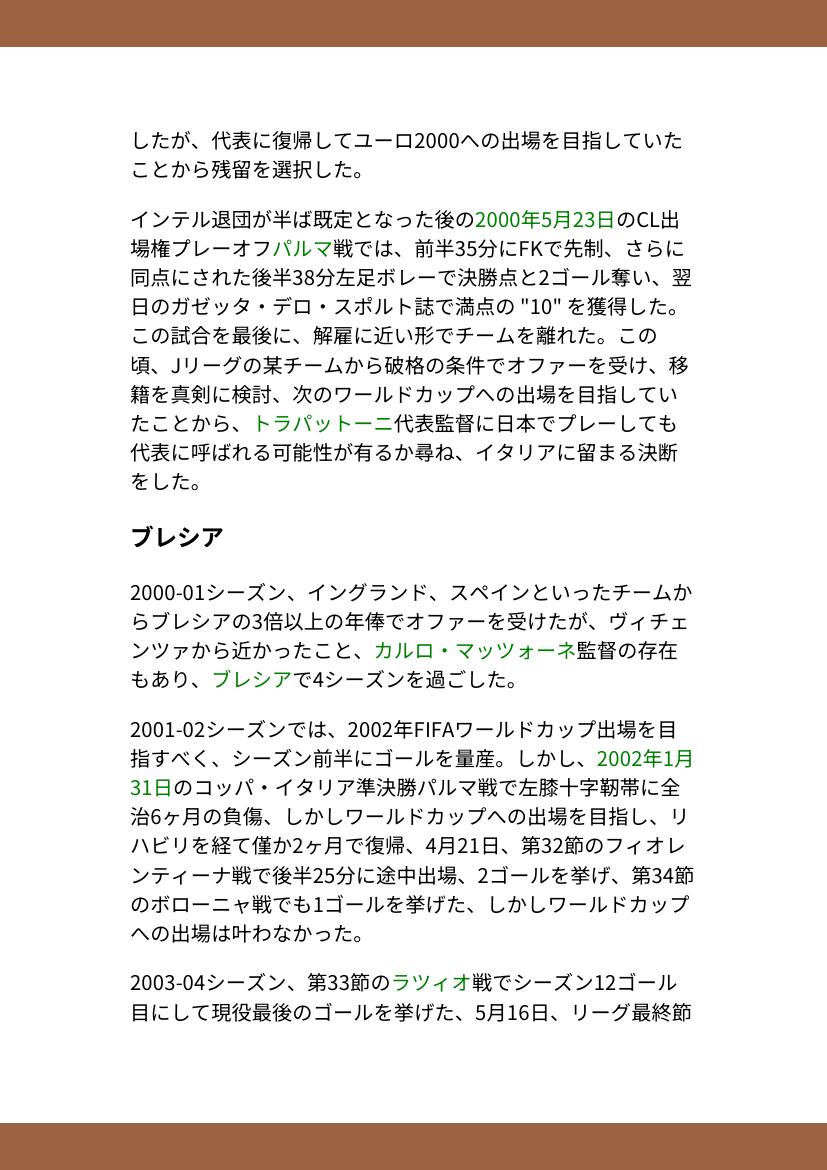 したが、代表に復帰してユーロ2000への出場を目指していた
ことから残留を選択した。
インテル退団が半ば既定となった後の2000年5月23日のCL出
場権プレーオフパルマ戦では、前半35分にFKで先制、さらに
同点にされた後半38分左足ボレーで決勝点と2ゴール奪い、翌
日のガゼッタ・デロ・スポルト誌で満点の "10" を獲得した。
この試合を最後に、解雇に近い形でチームを離れた。この
頃、Jリーグの某チームから破格の条件でオファーを受け、移
籍を真剣に検討、次のワールドカップへの出場を目指してい
たことから、トラパットーニ代表監督に日本でプレーしても
代表に呼ばれる可能性が有るか尋ね、イタリアに留まる決断
をした。
ブレシア
2000-01シーズン、イングランド、スペインといったチームか
らブレシアの3倍以上の年俸でオファーを受けたが、ヴィチェ
ンツァから近かったこと、カルロ・マッツォーネ監督の存在
もあり、ブレシアで4シーズンを過ごした。
2001-02シーズンでは、2002年FIFAワールドカップ出場を目
指すべく、シーズン前半にゴールを量産。しかし、2002年1月
31日のコッパ・イタリア準決勝パルマ戦で左膝十字靭帯に全
治6ヶ月の負傷、しかしワールドカップへの出場を目指し、リ
ハビリを経て僅か2ヶ月で復帰、4月21日、第32節のフィオレ
ンティーナ戦で後半25分に途中出場、2ゴールを挙げ、第34節
のボローニャ戦でも1ゴールを挙げた、しかしワールドカップ
への出場は叶わなかった。
2003-04シーズン、第33節のラツィオ戦でシーズン12ゴール
目にして現役最後のゴールを挙げた、5月16日、リーグ最終節